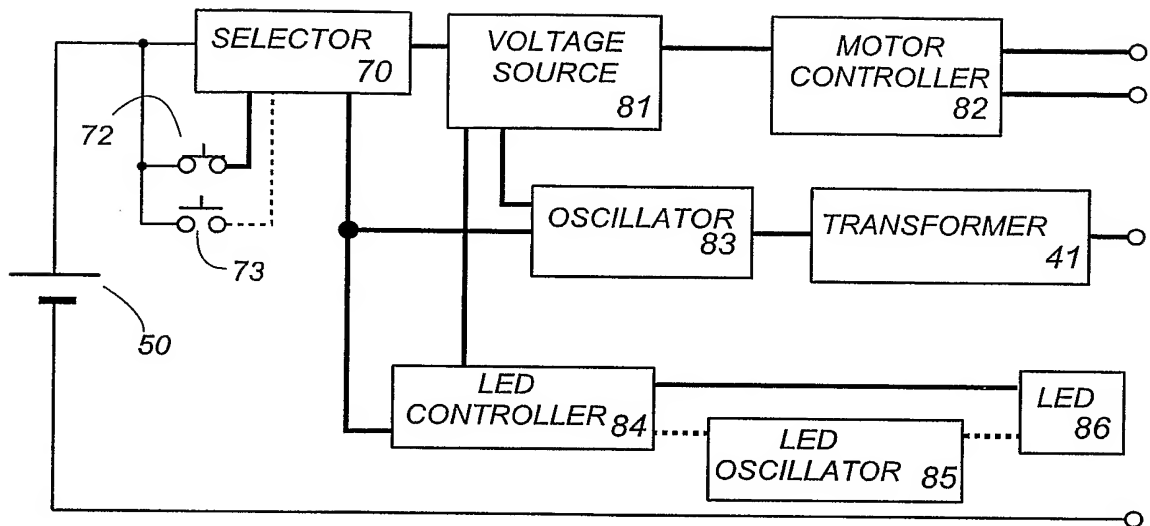 SELECTOR
70
VOLTAGE
SOURCE
81
MOTOR
CONTROLLER
82
72
73
50
OSCILLATOR
83
TRANSFORMER
41
LED
CONTROLLER
84
LED
OSCILLATOR
85
LED
86